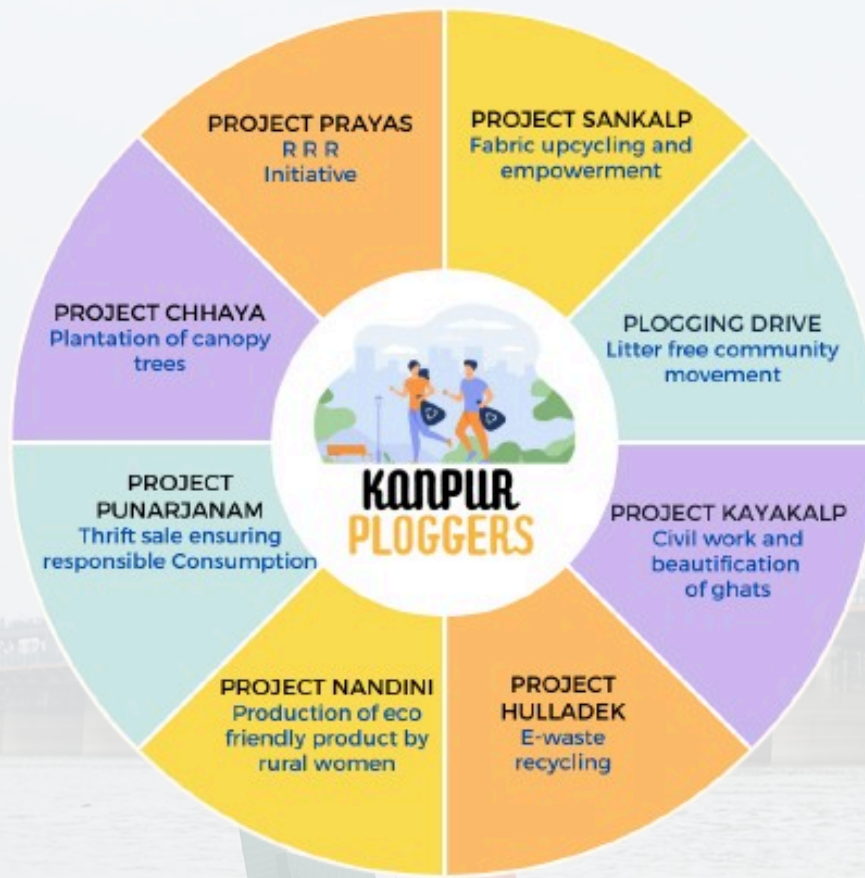 PROJECT PRAYAS
R R R
Initiative
PROJECT SANKALP
Fabric upcycling and
empowerment
PLOGGING DRIVE
Litter free community
movement
PROJECT KAYAKALP
Civil work and
beautification
of ghats
PROJECT
HULLADEK
E-waste
recycling
PROJECT NANDINI
Production of eco
friendly product by
rural women
PROJECT
PUNARJANAM
Thrift sale ensuring
responsible Consumption
PROJECT CHHAYA
Plantation of canopy
trees
KANPUR
PLOGGERS